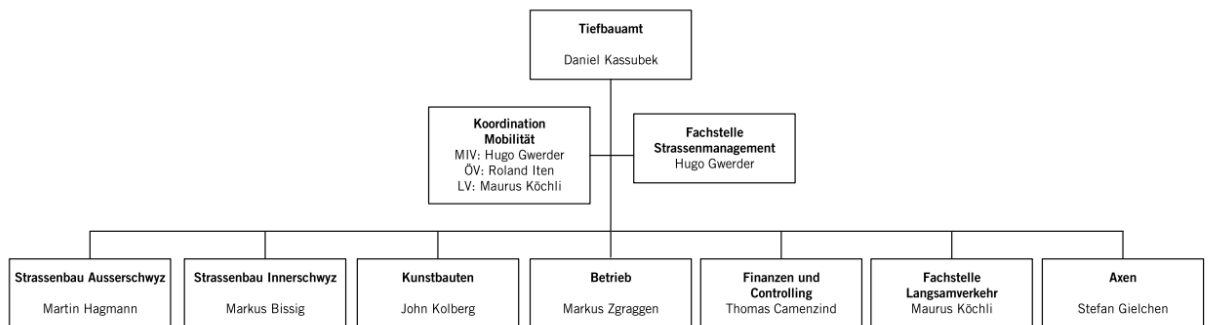 Tiefbauamt
Daniel Kassubek
Koordination
Mobilität
MIV: Hugo Gwerder
ÖV: Roland Iten
LV: Maurus Köchli
Fachstelle
Strassenmanagement
Hugo Gwerder
Strassenbau Ausserschwyz
Martin Hagmann
Strassenbau Innerschwyz
Markus Bissig
Kunstbauten
John Kolberg
Betrieb
Markus Zgraggen
Finanzen und
Controlling
Thomas Camenzind
Fachstelle
Langsamverkehr
Maurus Köchli
Axen
Stefan Gielchen